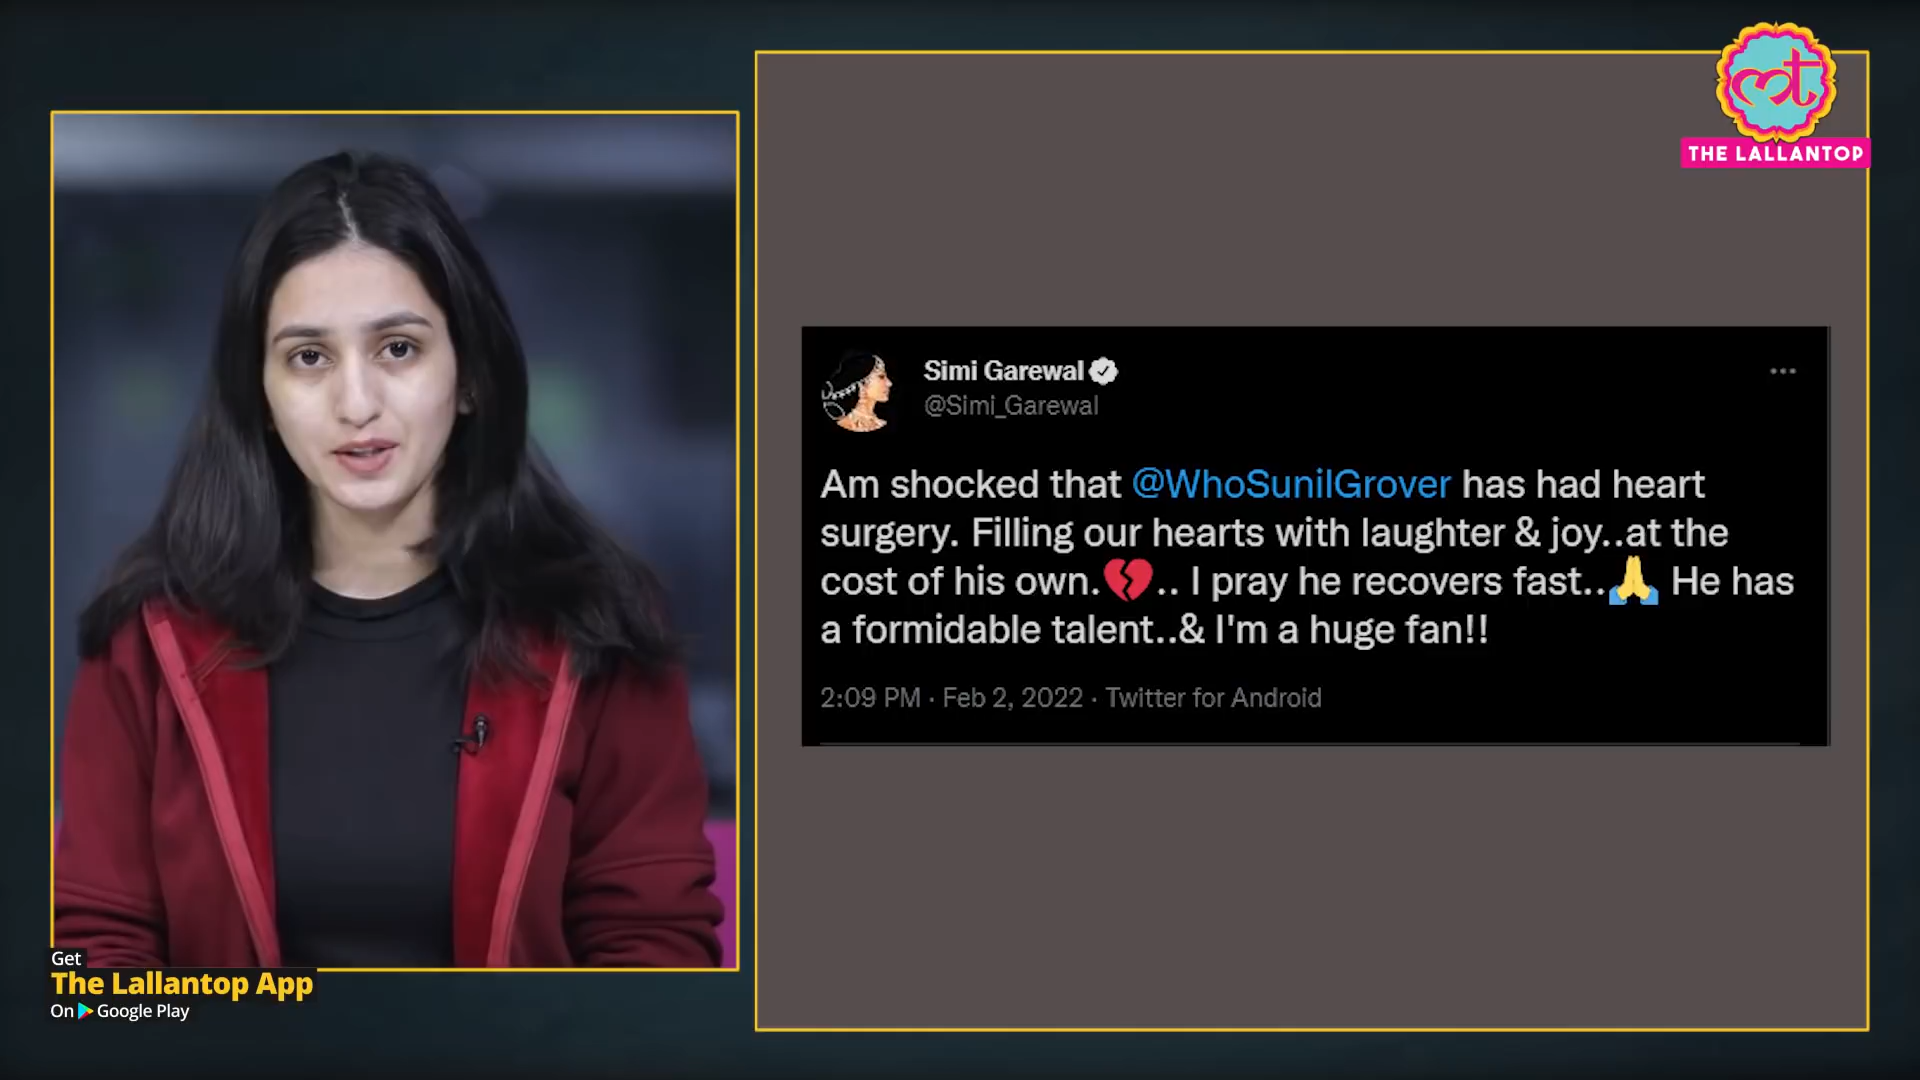 THE LALLANTOP
Simi Garewal
@Simi_Garewal
Am shocked that @WhoSunilGrover has had heart
surgery. Filling our hearts with laughter & joy..at the
cost of his own.💔.. I pray he recovers fast..🙏 He has
a formidable talent..& I'm a huge fan!!
2:09 PM · Feb 2, 2022 · Twitter for Android
Get
The Lallantop App
On Google Play